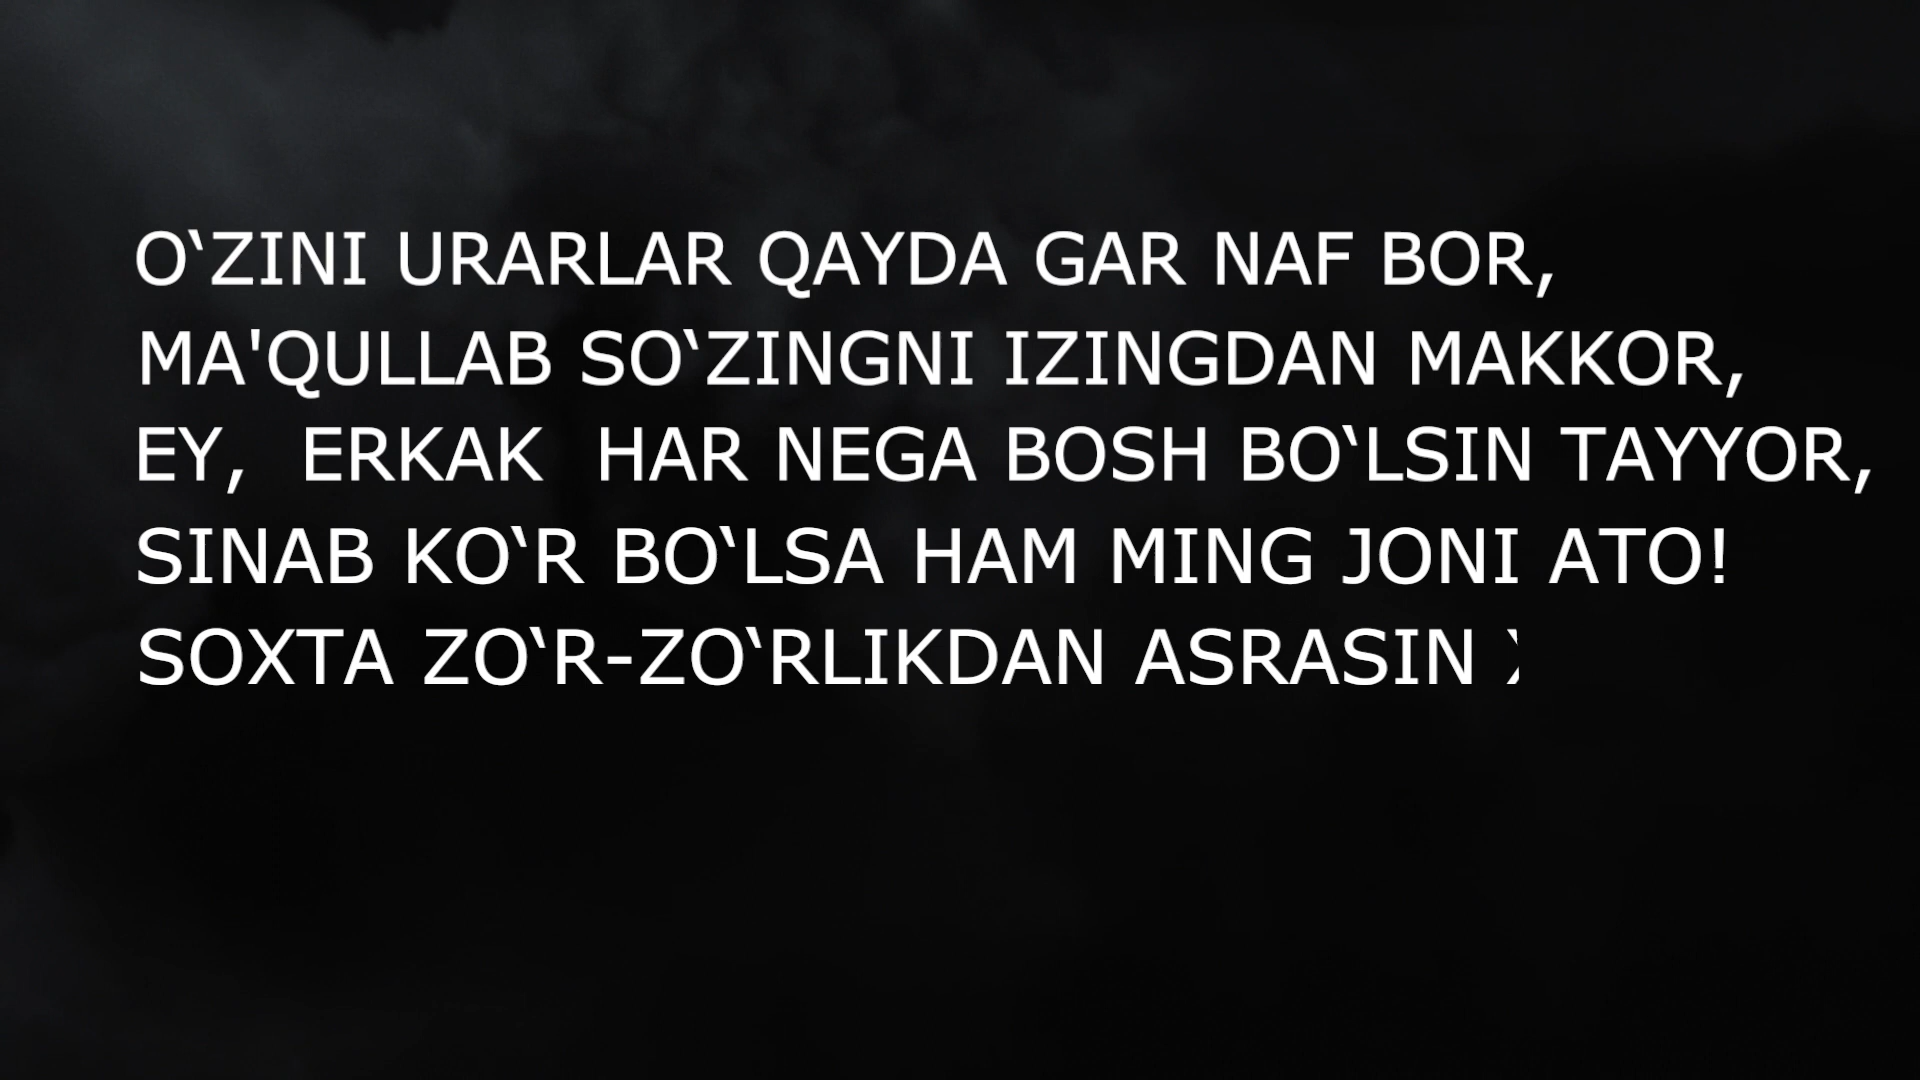 O‘ZINI URARLAR QAYDA GAR NAF BOR,
MA'QULLAB SO‘ZINGNI IZINGDAN MAKKOR,
EY, ERKAK HAR NEGA BOSH BO‘LSIN TAYYOR,
SINAB KO‘R BO‘LSA HAM MING JONI ATO!
SOXTA ZO‘R-ZO‘RLIKDAN ASRASIN